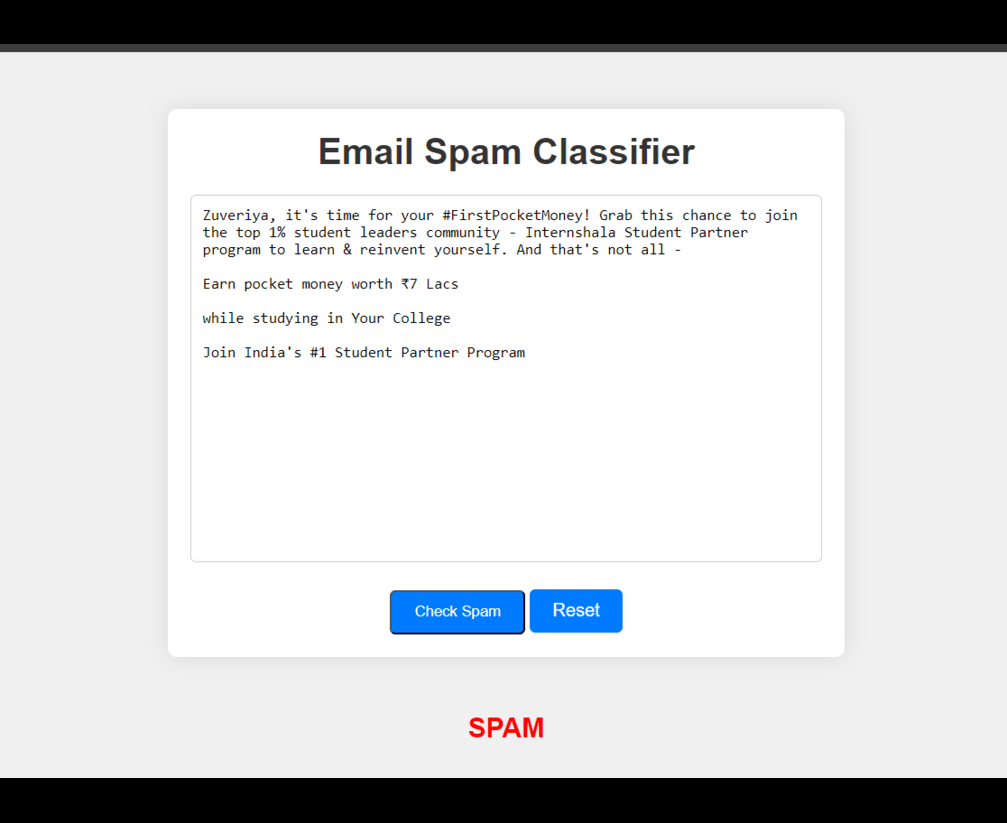 Email Spam Classifier
Zuveriya, it's time for your #FirstPocketMoney! Grab this chance to join
the top 1% student leaders community - Internshala Student Partner
program to learn & reinvent yourself. And that's not all -
Earn pocket money worth ₹7 Lacs
while studying in Your College
Join India's #1 Student Partner Program
Check Spam Reset
SPAM